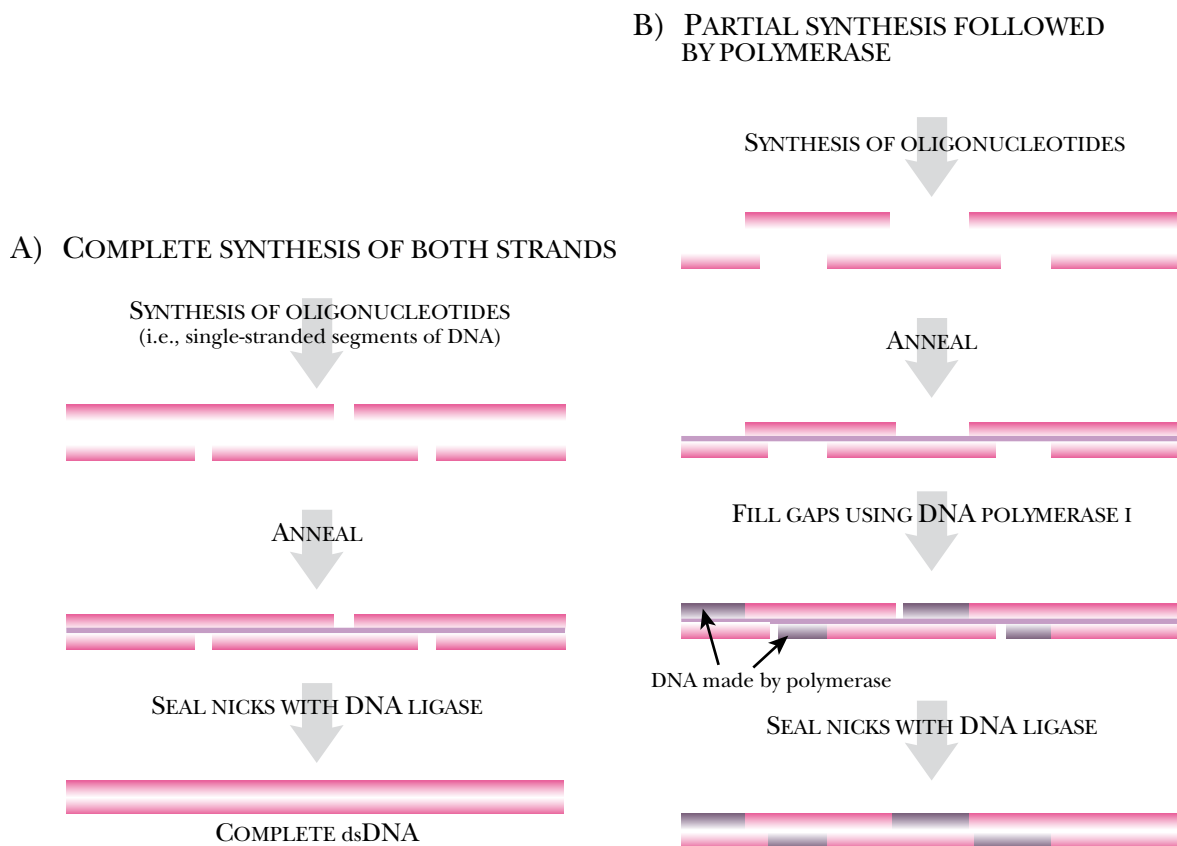 A) COMPLETE SYNTHESIS OF BOTH STRANDS
SYNTHESIS OF OLIGONUCLEOTIDES
(i.e., single-stranded segments of DNA)
ANNEAL
SEAL NICKS WITH DNA LIGASE
COMPLETE dsDNA
B) PARTIAL SYNTHESIS FOLLOWED
BY POLYMERASE
SYNTHESIS OF OLIGONUCLEOTIDES
ANNEAL
FILL GAPS USING DNA POLYMERASE I
DNA made by polymerase
SEAL NICKS WITH DNA LIGASE